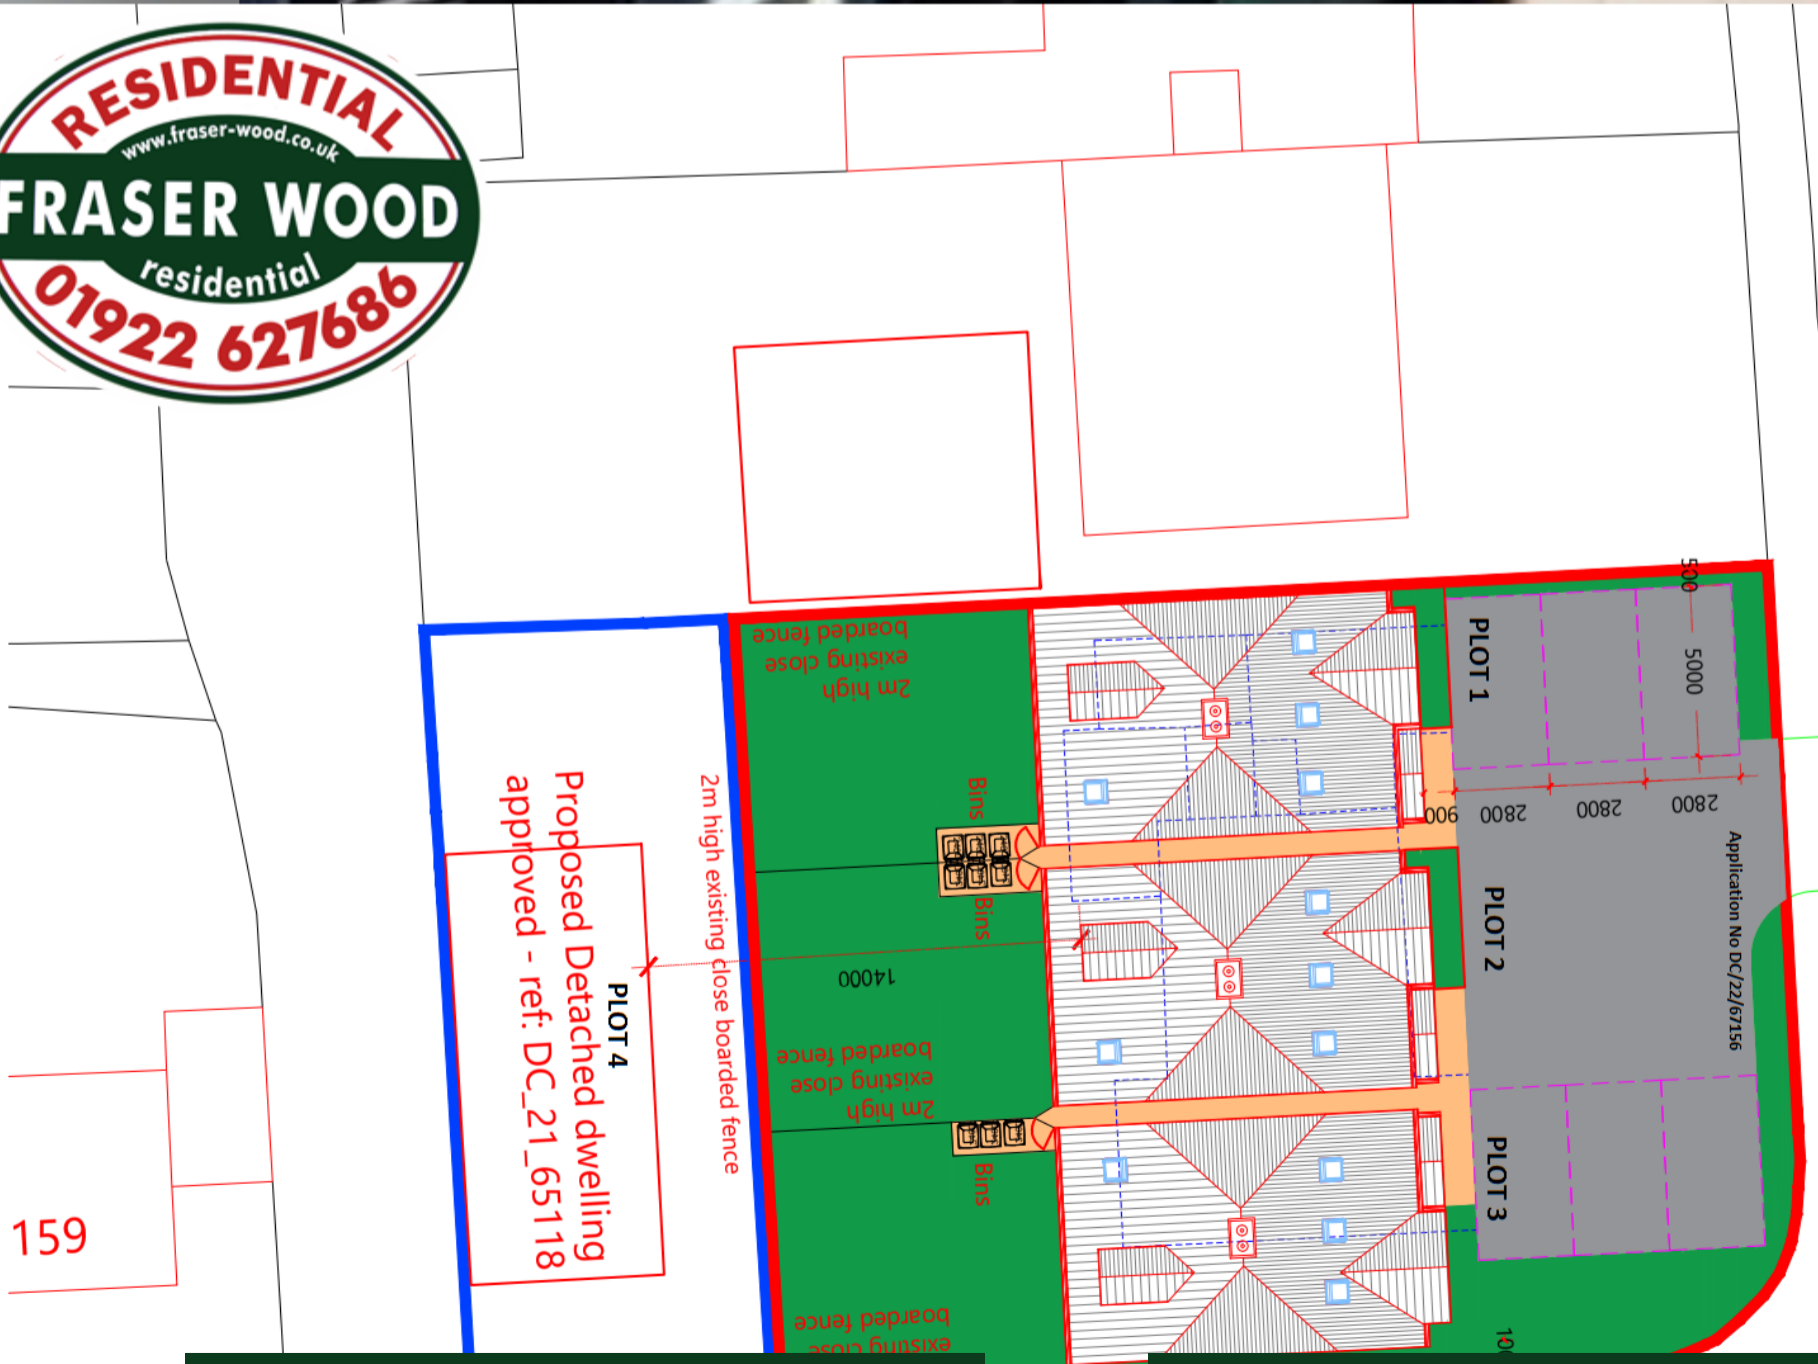 RESIDENTIAL
www.fraser-wood.co.uk
FRASER WOOD
residential
01922 627686
500
5000
PLOT 1
900
2800
2800
2800
Application No DC/22/67156
PLOT 2
PLOT 3
2m high
existing close
boarded fence
Bins
Bins
14000
2m high
existing close
boarded fence
Bins
existing close
boarded fence
2m high existing close boarded fence
PLOT 4
Proposed Detached dwelling
approved - ref: DC_21_65118
159